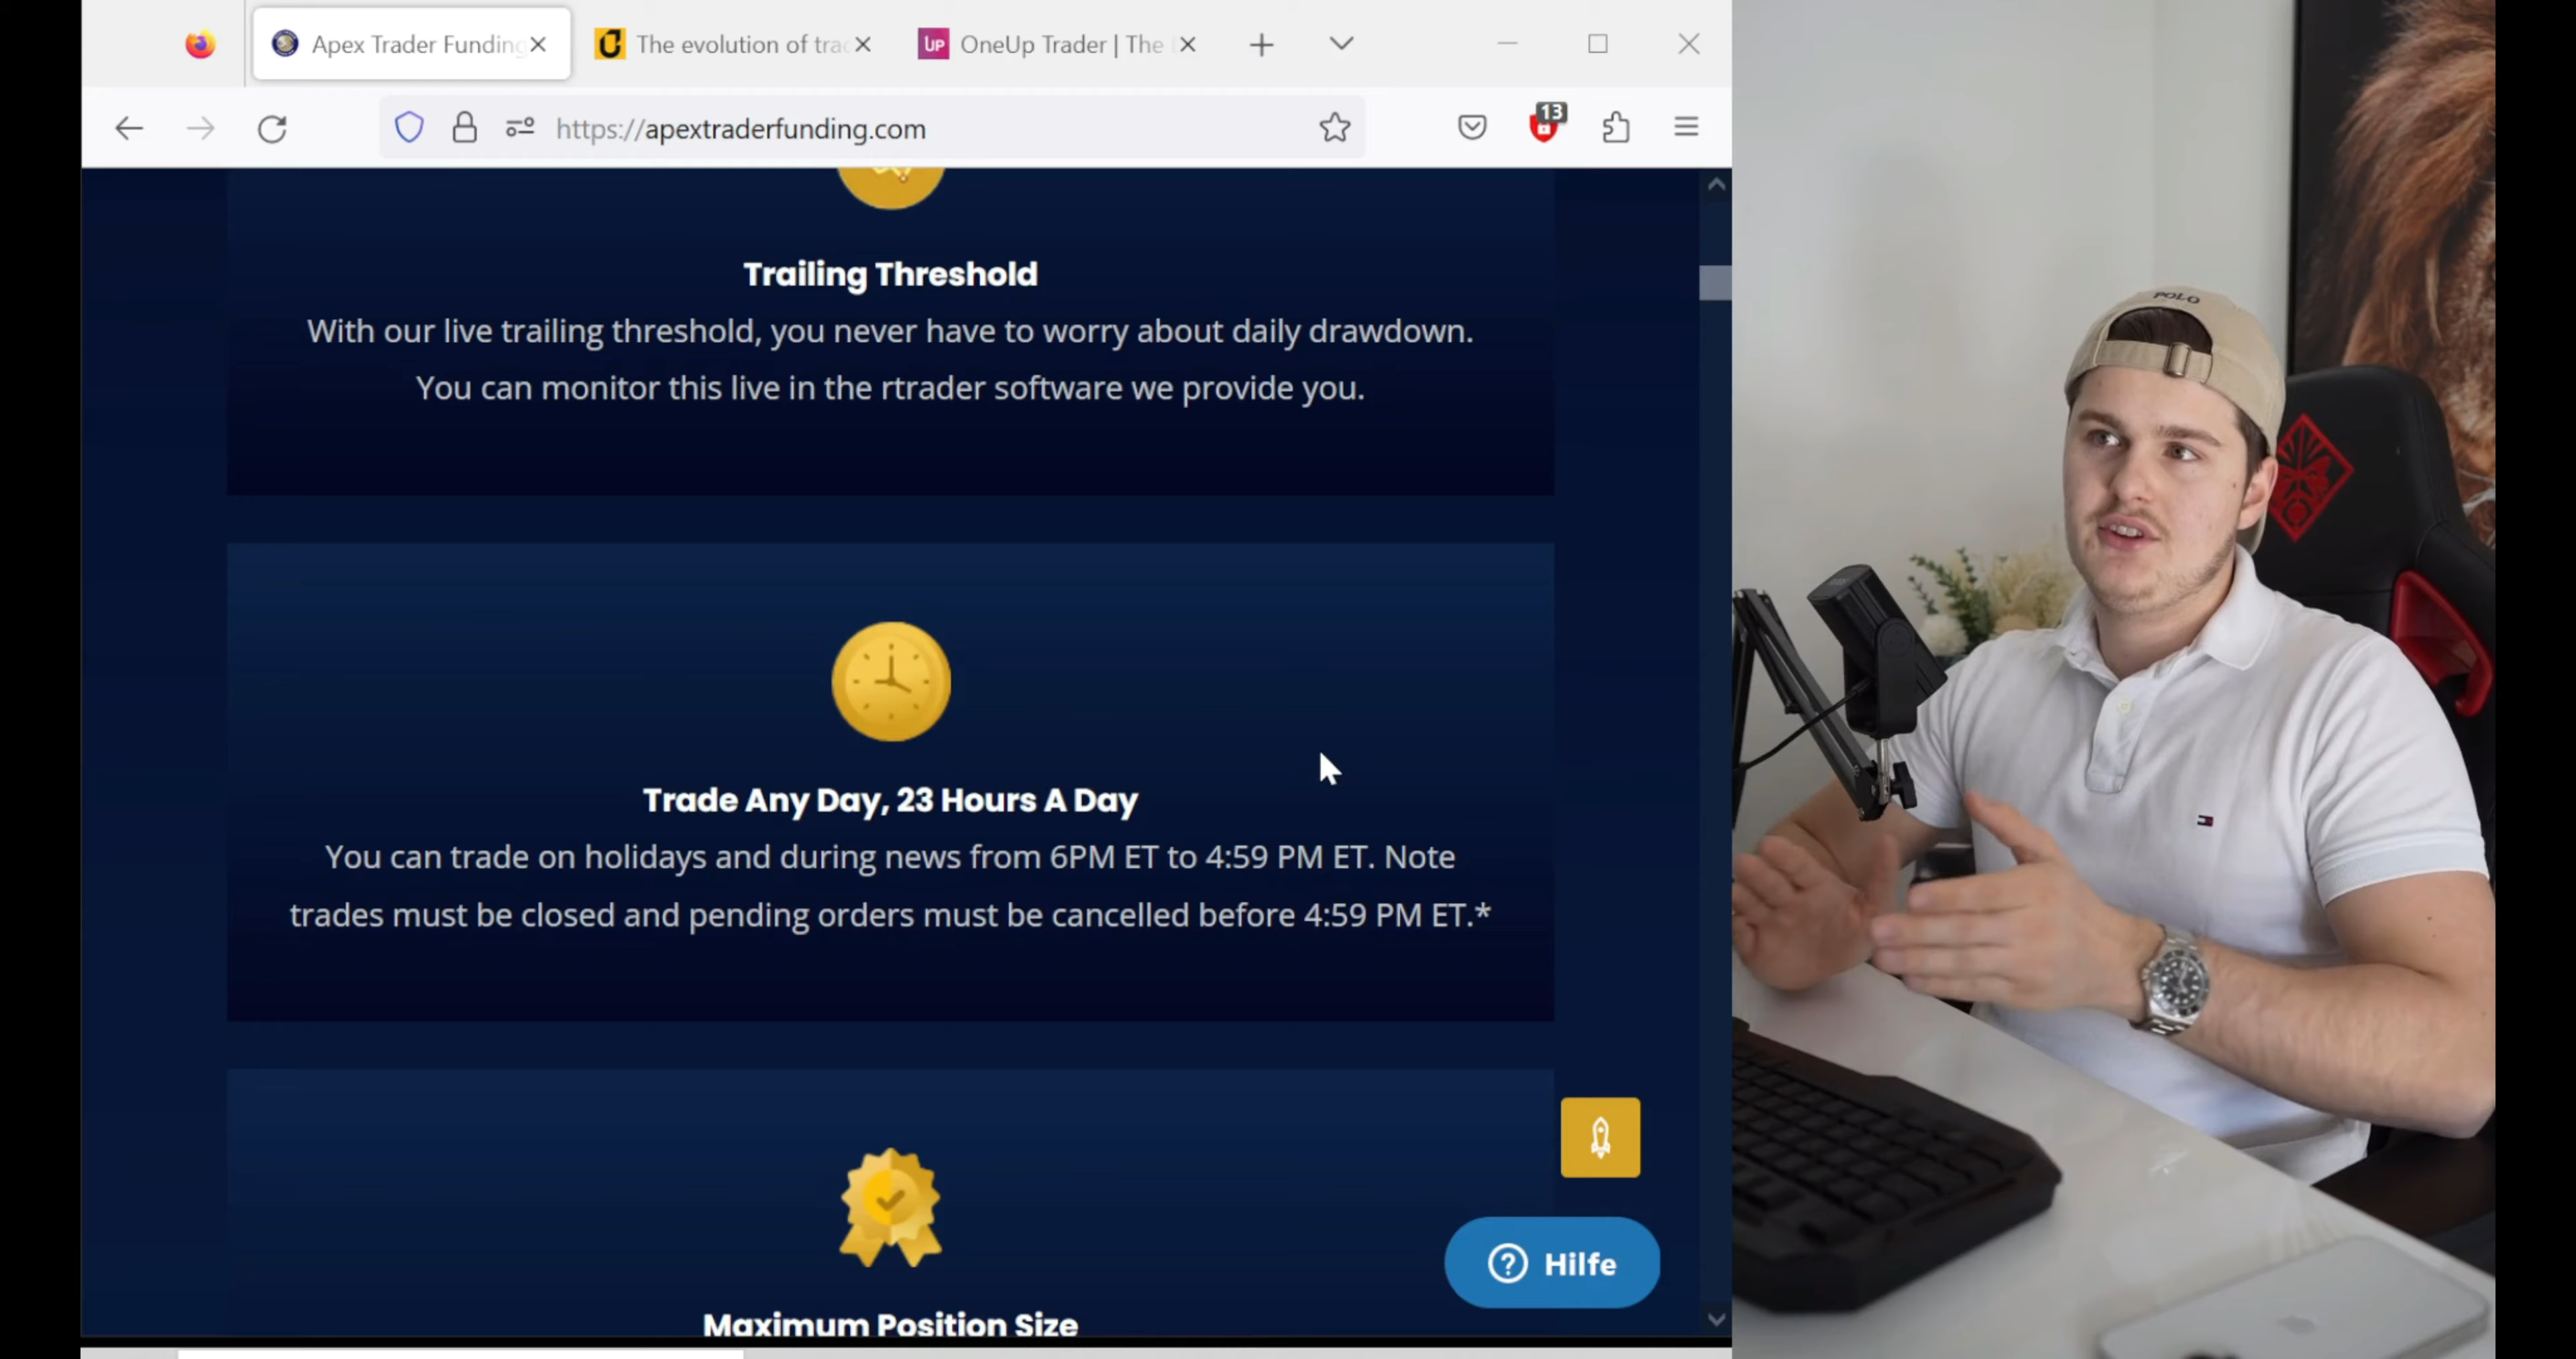 Apex Trader Funding
The evolution of trac
UP
OneUp Trader | The
https://apextraderfunding.com
13
Trailing Threshold
With our live trailing threshold, you never have to worry about daily drawdown.
You can monitor this live in the rtrader software we provide you.
Trade Any Day, 23 Hours A Day
You can trade on holidays and during news from 6PM ET to 4:59 PM ET. Note
trades must be closed and pending orders must be cancelled before 4:59 PM ET.*
Maximum Position Size
Hilfe
POLO